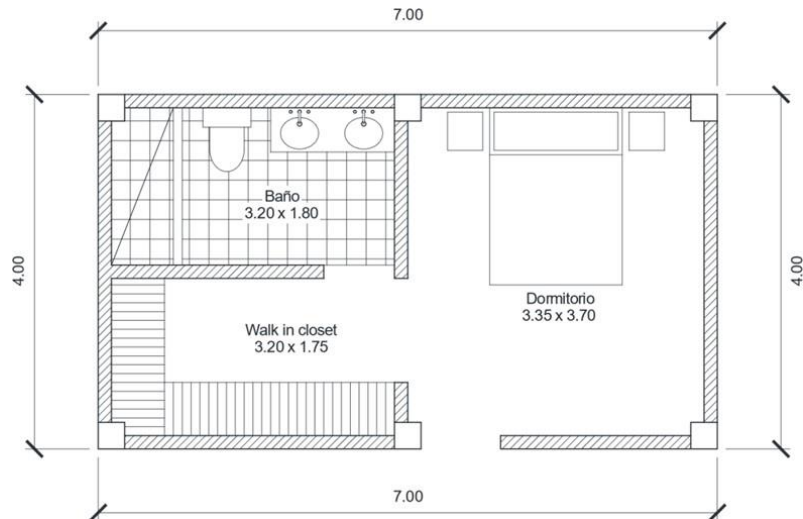 7.00
4.00
4.00
Baño
3.20 x 1.80
Dormitorio
3.35 x 3.70
Walk in closet
3.20 x 1.75
7.00